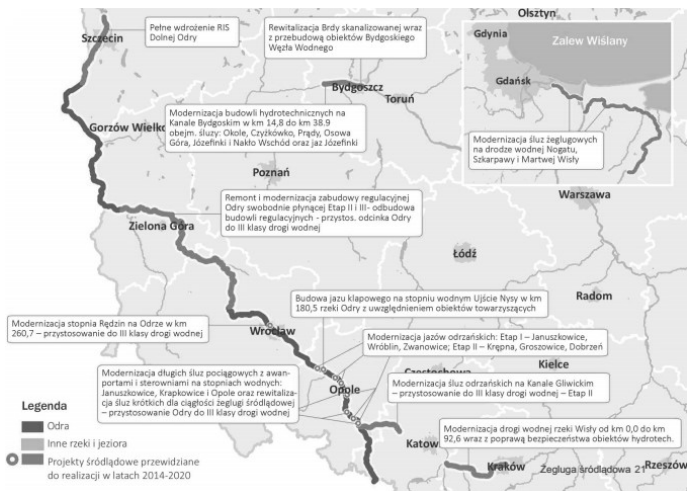 Olsztyn
Gdynia
Zalew Wiślany
Gdańsk
Modernizacja śluz żeglugowych
na drodze wodnej Nogatu,
Szkarpawy i Martwej Wisły
Szczecin
Pełne wdrożenie RIS
Dolnej Odry
Rewitalizacja Brdy skanalizowanej wraz
z przebudową obiektów Bydgoskiego
Węzła Wodnego
Bydgoszcz
Toruń
Modernizacja budowli hydrotechnicznych na
Kanale Bydgoskim w km 14,8 do km 38.9
obejm. śluzy: Okole, Czyżkówko, Prądy, Osowa
Góra, Józefinki i Nakło Wschód oraz jaz Józefinki
Gorzów Wielko
Poznań
Warszawa
Remont i modernizacja zabudowy regulacyjnej
Odry swobodnie płynącej Etap II i III- odbudowa
budowli regulacyjnych - przystos. odcinka Odry
do III klasy drogi wodnej
Zielona Góra
Łódź
Radom
Budowa jazu klapowego na stopniu wodnym Ujście Nysy w km
180,5 rzeki Odry z uwzględnieniem obiektów towarzyszących
Modernizacja stopnia Rędzin na Odrze w km
260,7 – przystosowanie do III klasy drogi wodnej
Wrocław
Modernizacja jazów odrzańskich: Etap I – Januszkowice,
Wróblin, Zwanowice; Etap II – Krępna, Groszowice, Dobrzeń
Kielce
Częstochowa
Modernizacja długich śluz pociągowych z awan-
portami i sterowniami na stopniach wodnych:
Januszkowice, Krapkowice i Opole oraz rewitali-
zacja śluz krótkich dla ciągłości żeglugi śródlądowej
– przystosowanie Odry do III klasy drogi wodnej
Opole
Modernizacja śluz odrzańskich na Kanale Gliwickim
– przystosowanie do III klasy drogi wodnej – Etap II
Modernizacja drogi wodnej rzeki Wisły od km 0,0 do km
92,6 wraz z poprawą bezpieczeństwa obiektów hydrotech.
Katow
Kraków
Żegluga śródlądowa 21
Rzeszów
Legenda
Odra
Inne rzeki i jeziora
Projekty śródlądowe przewidziane
do realizacji w latach 2014-2020